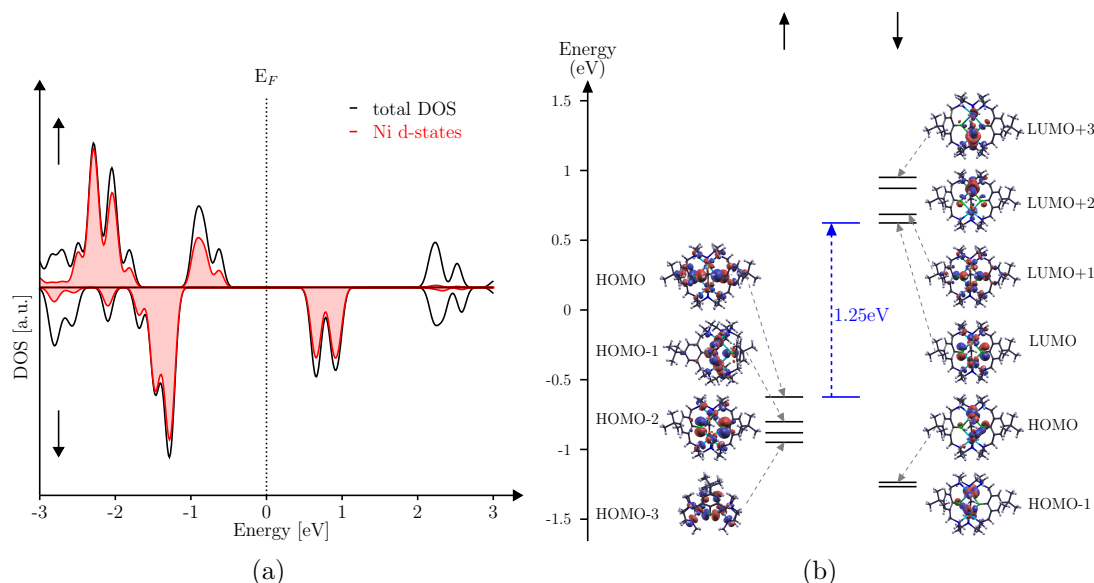 E_F
total DOS
Ni d-states
DOS [a.u.]
-3
-2
-1
0
1
2
3
Energy [eV]
(a)
Energy
(eV)
1.5
1
0.5
0
-0.5
-1
-1.5
HOMO
HOMO-1
HOMO-2
HOMO-3
1.25eV
LUMO+3
LUMO+2
LUMO+1
LUMO
HOMO
HOMO-1
(b)